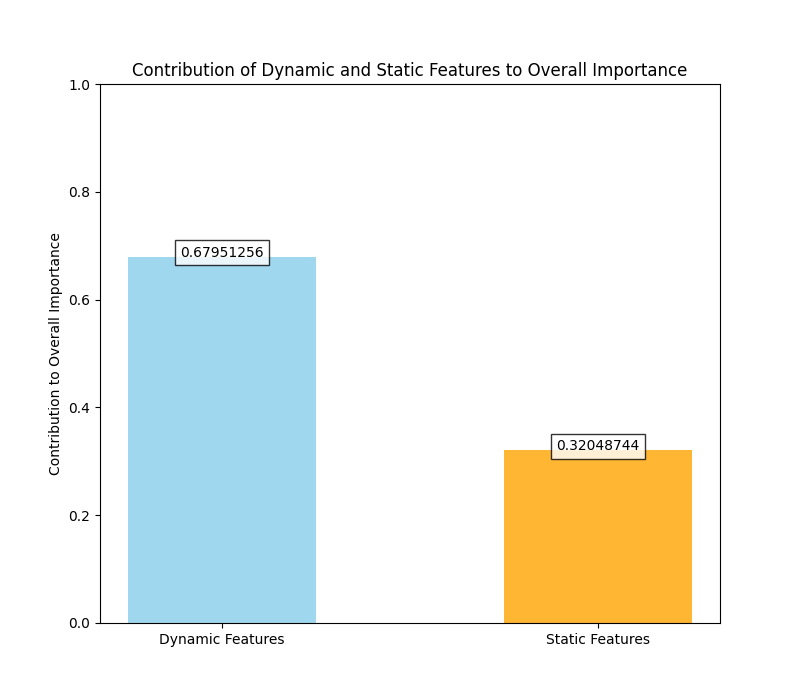 Contribution of Dynamic and Static Features to Overall Importance
Contribution to Overall Importance
1.0
0.8
0.6
0.4
0.2
0.0
0.67951256
0.32048744
Dynamic Features
Static Features